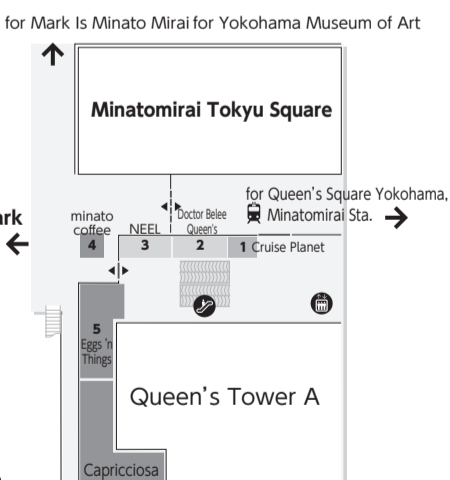 for Mark Is Minato Mirai for Yokohama Museum of Art
Minatomirai Tokyu Square
for Queen's Square Yokohama,
Minatomirai Sta.
minato
coffee
4
NEEL
3
Doctor Belee
Queen's
2
1 Cruise Planet
5
Eggs 'n
Things
Queen's Tower A
Capricciosa